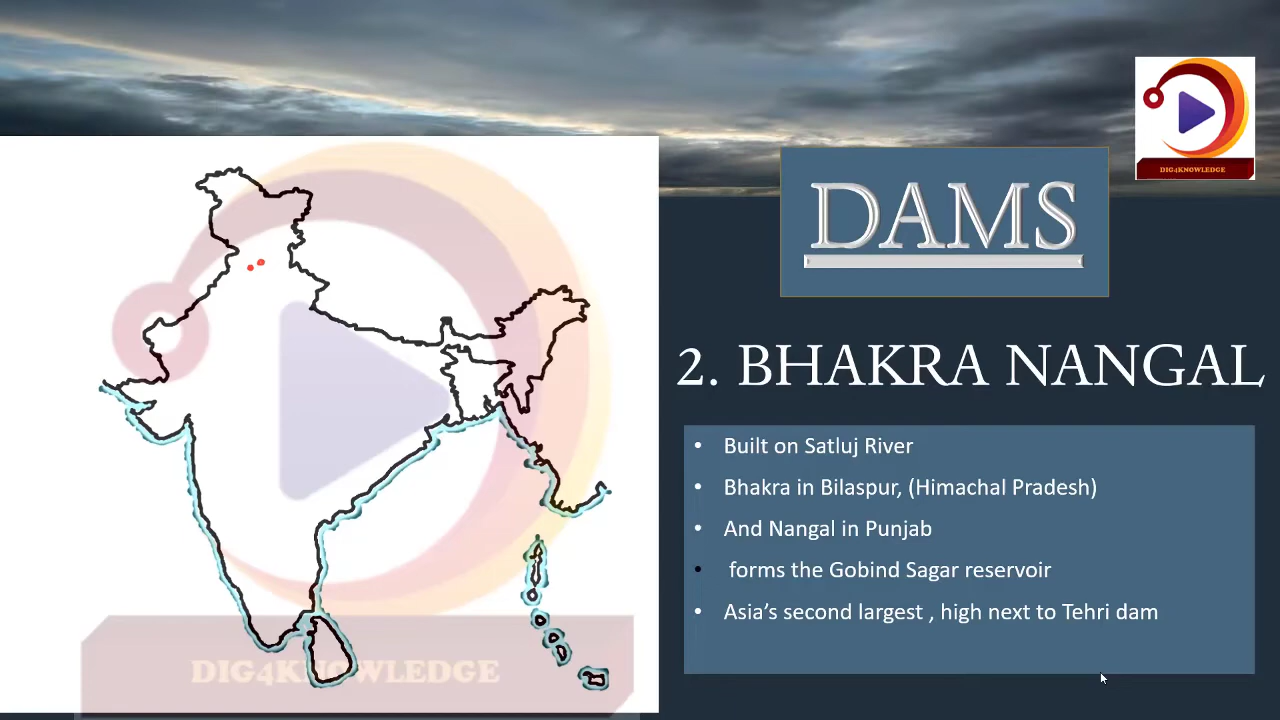 DIG4KNOWLEDGE
DAMS
2. BHAKRA NANGAL
• Built on Satluj River
• Bhakra in Bilaspur, (Himachal Pradesh)
• And Nangal in Punjab
• forms the Gobind Sagar reservoir
• Asia’s second largest , high next to Tehri dam
DIG4KNOWLEDGE